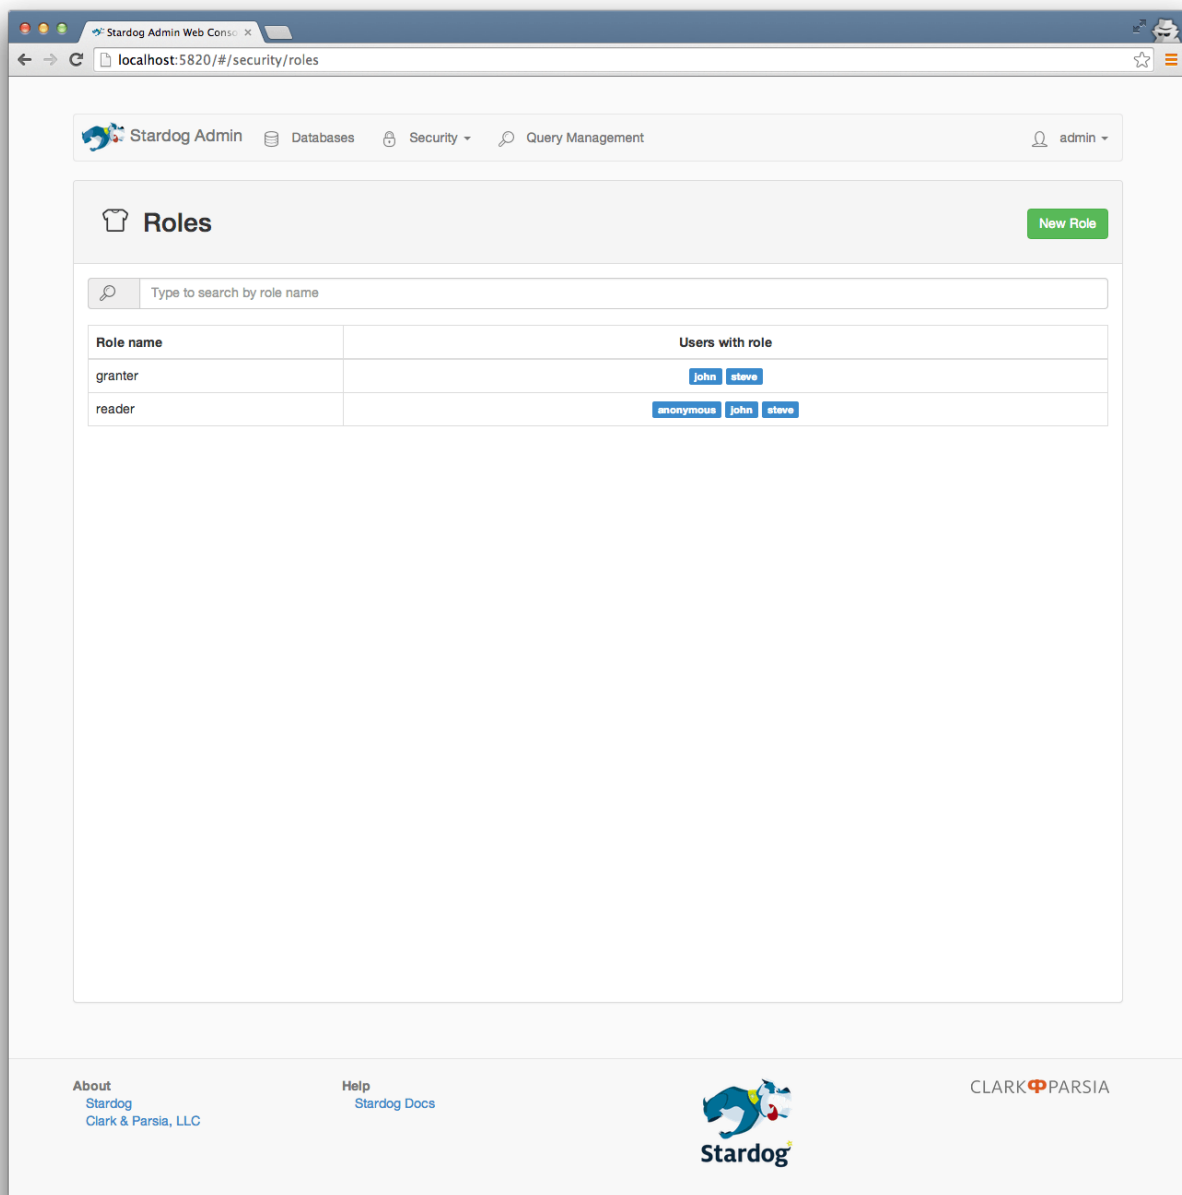 Stardog Admin Web Conso
localhost:5820/#/security/roles
Stardog Admin Databases Security Query Management admin
Roles New Role
Type to search by role name
Role name Users with role
granter john steve
reader anonymous john steve
About Help CLARK PARSIA
Stardog Stardog Docs
Clark & Parsia, LLC
Stardog